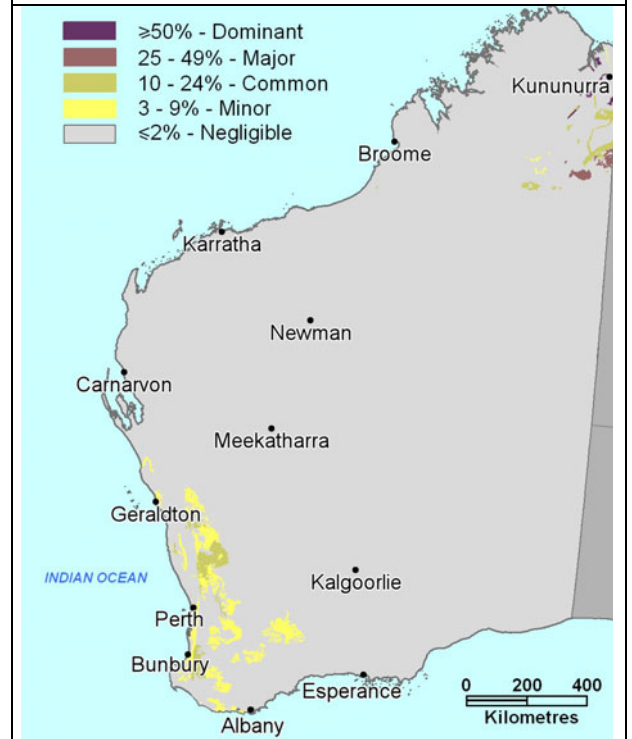 ⩾50% - Dominant
25 - 49% - Major
10 - 24% - Common
3 - 9% - Minor
⩽2% - Negligible
Kununurra
Broome
Karratha
Newman
Carnarvon
Meekatharra
Geraldton
INDIAN OCEAN
Kalgoorlie
Perth
Bunbury
Esperance
Albany
0 200 400
Kilometres